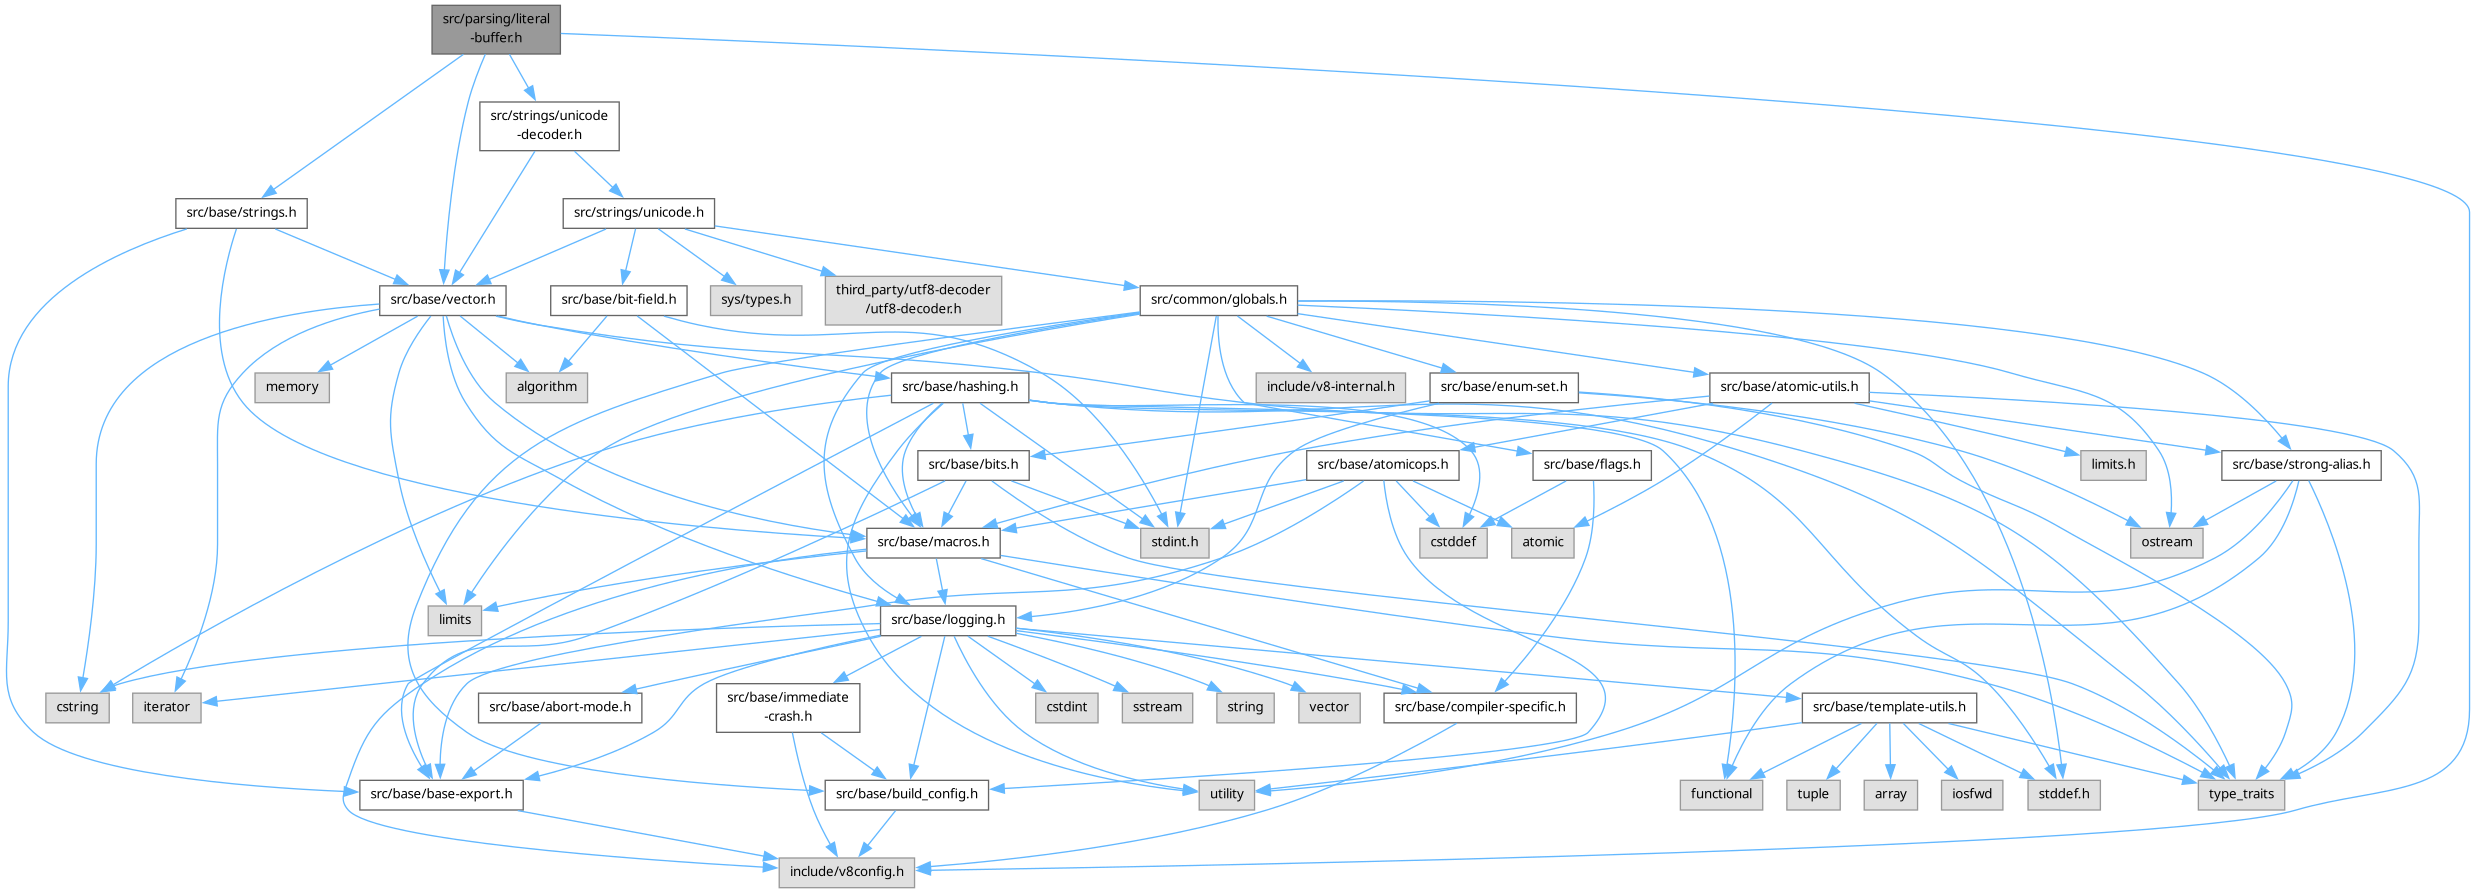 src/parsing/literal
-buffer.h
src/strings/unicode
-decoder.h
src/base/strings.h
src/strings/unicode.h
src/base/vector.h
src/base/bit-field.h
sys/types.h
third_party/utf8-decoder
/utf8-decoder.h
src/common/globals.h
memory
algorithm
src/base/hashing.h
include/v8-internal.h
src/base/enum-set.h
src/base/atomic-utils.h
src/base/bits.h
src/base/atomicops.h
src/base/flags.h
limits.h
src/base/strong-alias.h
src/base/macros.h
stdint.h
cstddef
atomic
ostream
limits
src/base/logging.h
cstring
iterator
src/base/abort-mode.h
src/base/immediate
-crash.h
cstdint
sstream
string
vector
src/base/compiler-specific.h
src/base/template-utils.h
src/base/base-export.h
src/base/build_config.h
utility
functional
tuple
array
iosfwd
stddef.h
type_traits
include/v8config.h